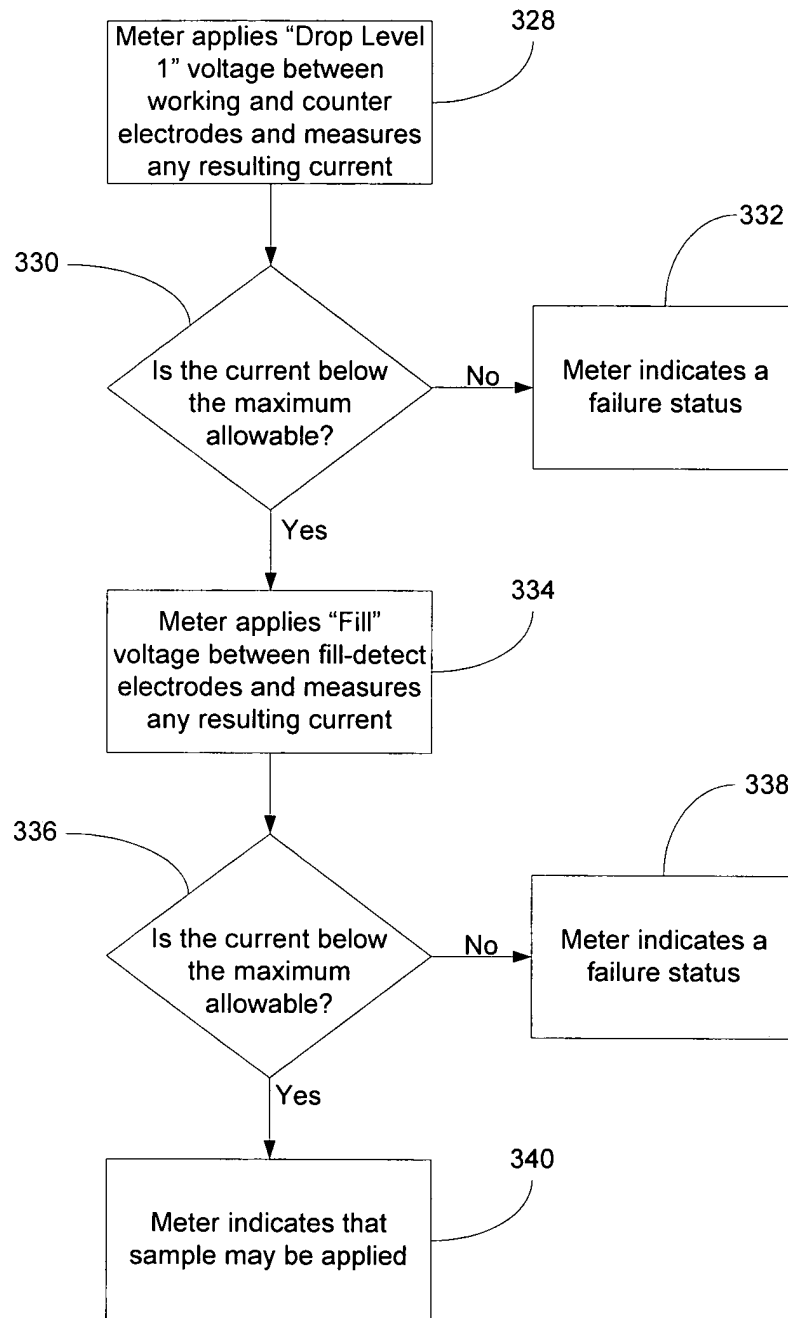 Meter applies “Drop Level
1” voltage between
working and counter
electrodes and measures
any resulting current
328
332
330
Is the current below
the maximum
allowable?
No
Meter indicates a
failure status
Yes
334
Meter applies “Fill”
voltage between fill-detect
electrodes and measures
any resulting current
338
336
Is the current below
the maximum
allowable?
No
Meter indicates a
failure status
Yes
340
Meter indicates that
sample may be applied